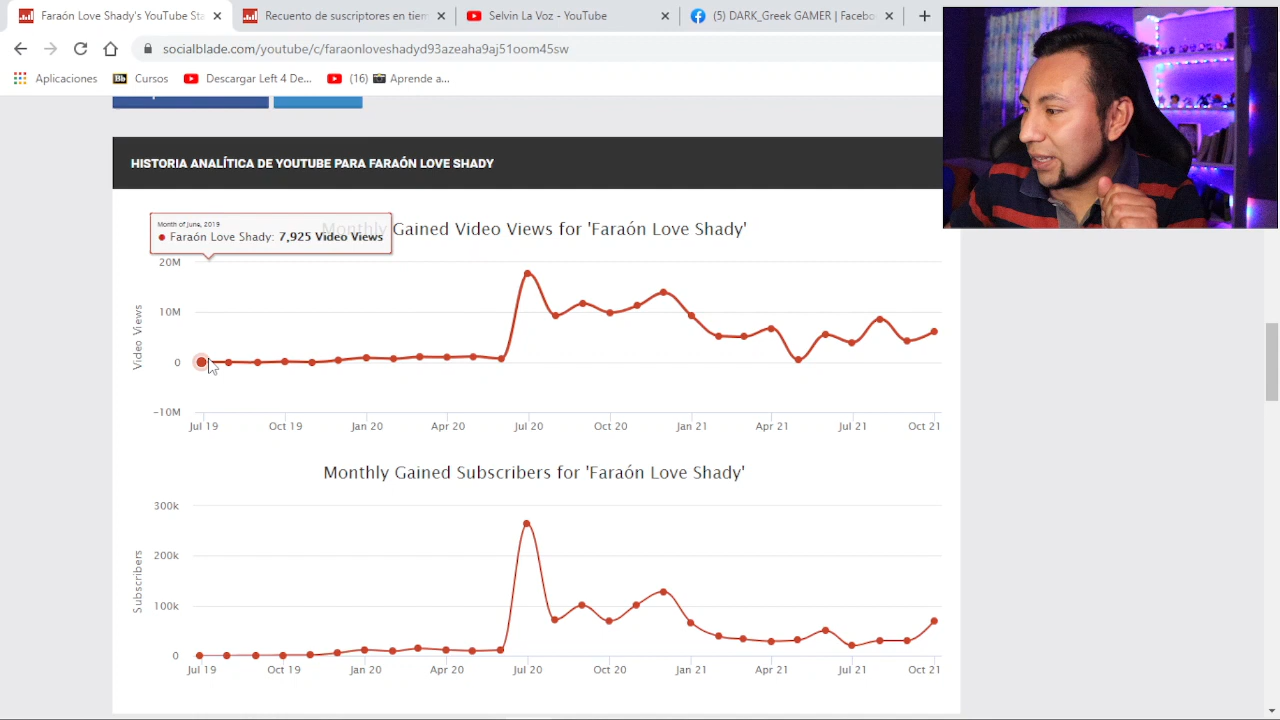 Faraón Love Shady's YouTube Sta
Recuento de suscriptores en tiem
Selvin La Voz - YouTube
(5) DARK_Greek GAMER | Facebo
socialblade.com/youtube/c/faraonloveshadyd93azeaha9aj51oom45sw
Aplicaciones
Bb Cursos
Descargar Left 4 De...
(16) Aprende a...
HISTORIA ANALÍTICA DE YOUTUBE PARA FARAÓN LOVE SHADY
Monthly Gained Video Views for 'Faraón Love Shady'
Month of June, 2019
Faraón Love Shady: 7,925 Video Views
Video Views
20M
10M
0
-10M
Jul 19 Oct 19 Jan 20 Apr 20 Jul 20 Oct 20 Jan 21 Apr 21 Jul 21 Oct 21
Monthly Gained Subscribers for 'Faraón Love Shady'
Subscribers
300k
200k
100k
0
Jul 19 Oct 19 Jan 20 Apr 20 Jul 20 Oct 20 Jan 21 Apr 21 Jul 21 Oct 21